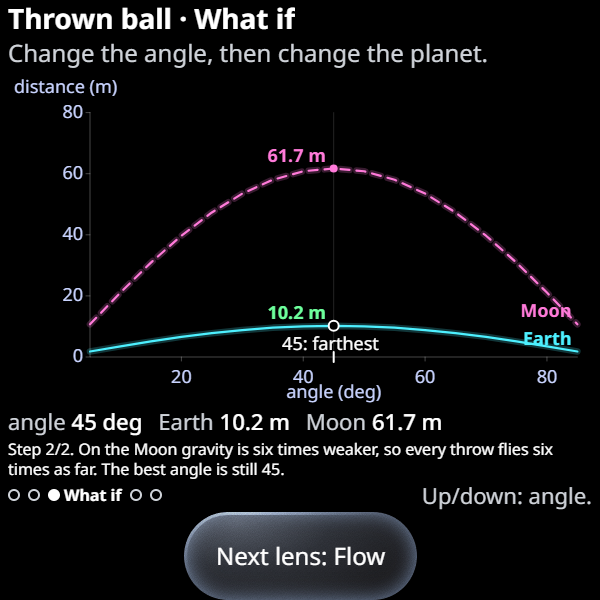 Thrown ball · What if
Change the angle, then change the planet.
distance (m)
80
60
40
20
0
61.7 m
10.2 m
45: farthest
Moon
Earth
20
40
60
80
angle (deg)
angle 45 deg Earth 10.2 m Moon 61.7 m
Step 2/2. On the Moon gravity is six times weaker, so every throw flies six
times as far. The best angle is still 45.
What if
Up/down: angle.
Next lens: Flow